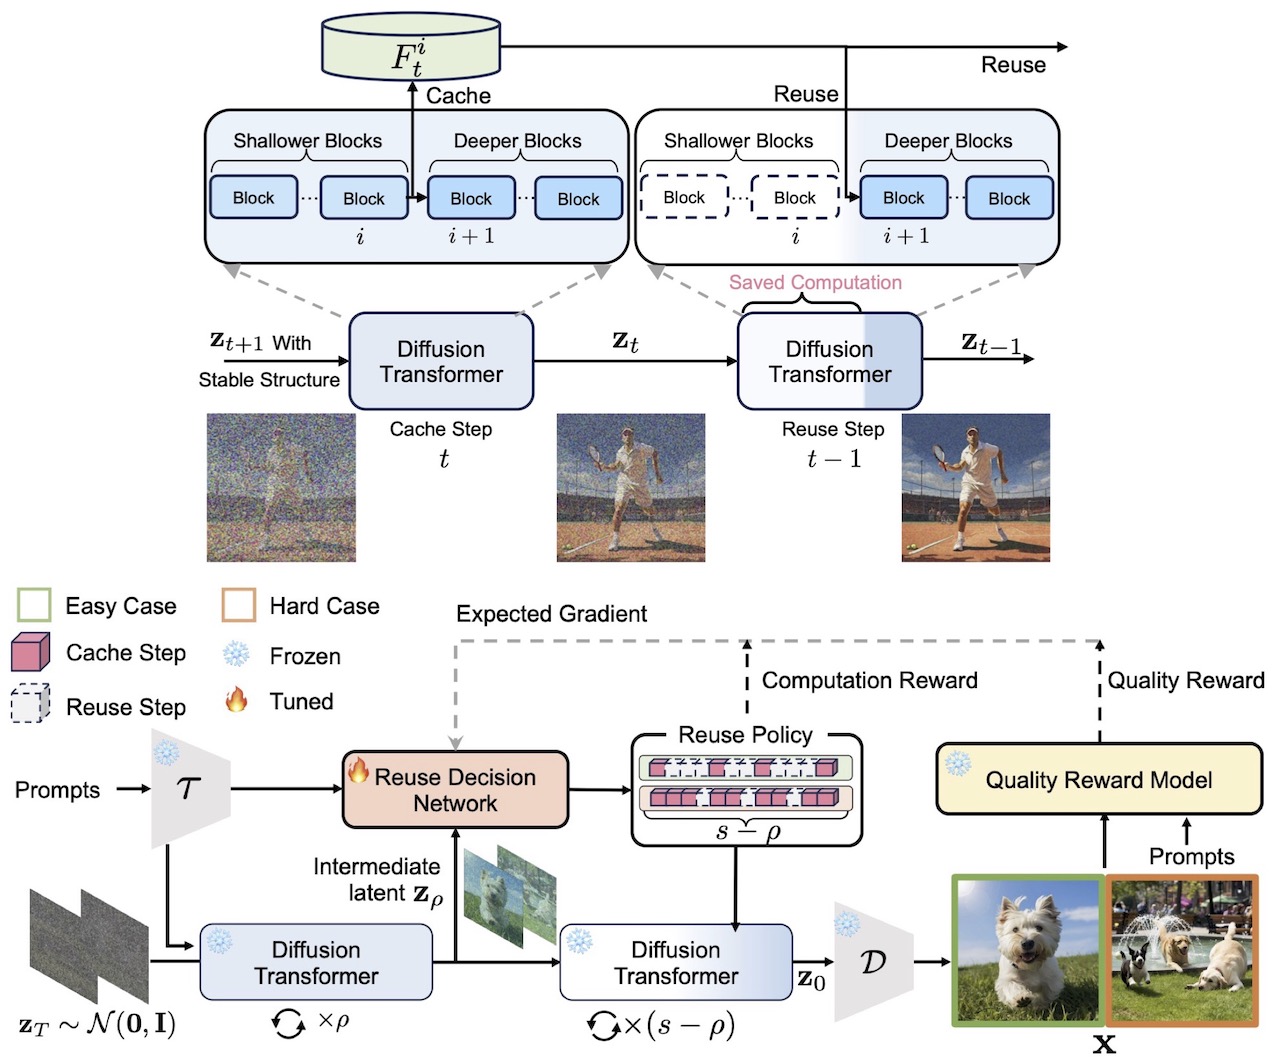 $F_t^i$
Cache
Reuse
Reuse
Shallower Blocks
Deeper Blocks
Shallower Blocks
Deeper Blocks
Block ... Block Block ... Block
Block ... Block Block ... Block
$i$ $i+1$
$i$ $i+1$
Saved Computation
$\mathbf{z}_{t+1}$ With
Stable Structure
Diffusion
Transformer
$\mathbf{z}_t$
Diffusion
Transformer
$\mathbf{z}_{t-1}$
Cache Step
$t$
Reuse Step
$t-1$
Easy Case
Hard Case
Cache Step
Frozen
Reuse Step
Tuned
Expected Gradient
Computation Reward
Quality Reward
Prompts
$\mathcal{T}$
Reuse Decision
Network
Reuse Policy
$s-\rho$
Quality Reward Model
Prompts
Intermediate
latent $\mathbf{z}_\rho$
Diffusion
Transformer
Diffusion
Transformer
$\mathbf{z}_0$
$\mathcal{D}$
$\mathbf{z}_T \sim \mathcal{N}(\mathbf{0}, \mathbf{I})$
$\times\rho$
$\times(s-\rho)$
$\mathbf{x}$